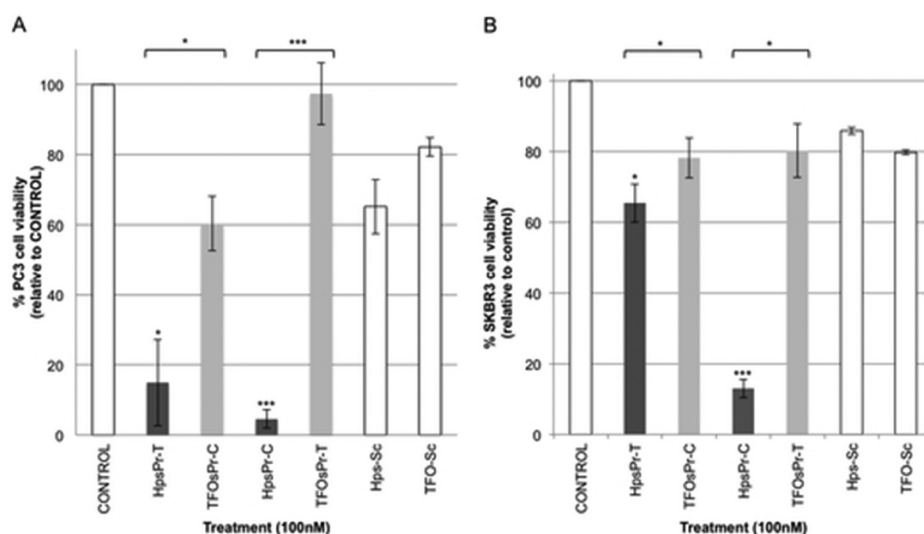 A
*
***
% PC3 cell viability
(relative to CONTROL)
100
80
60
40
20
0
*
***
CONTROL
HpsPr-T
TFOsPr-C
HpsPr-C
TFOsPr-T
Hps-Sc
TFO-Sc
Treatment (100nM)
B
*
*
% SKBR3 cell viability
(relative to control)
100
80
60
40
20
0
*
***
CONTROL
HpsPr-T
TFOsPr-C
HpsPr-C
TFOsPr-T
Hps-Sc
TFO-Sc
Treatment (100nM)